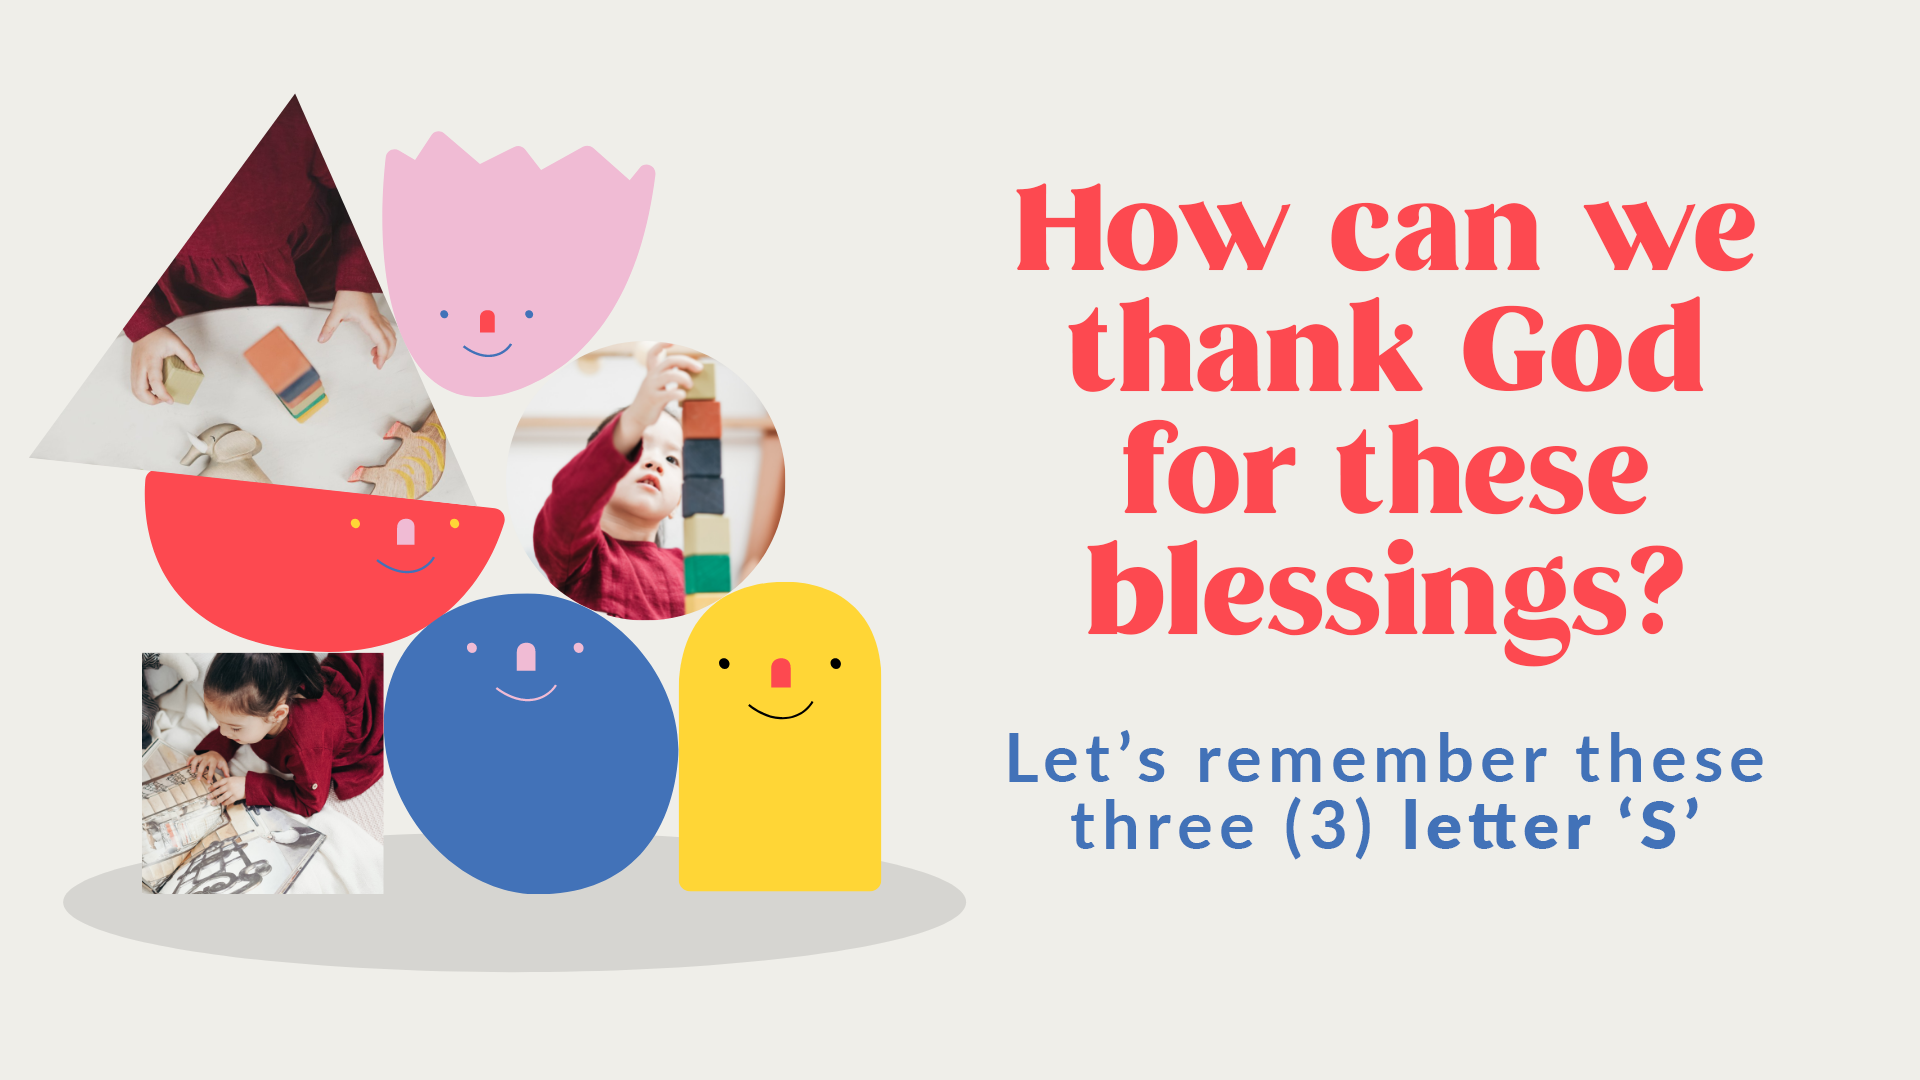 How can we
thank God
for these
blessings?
Let’s remember these
three (3) letter ‘S’